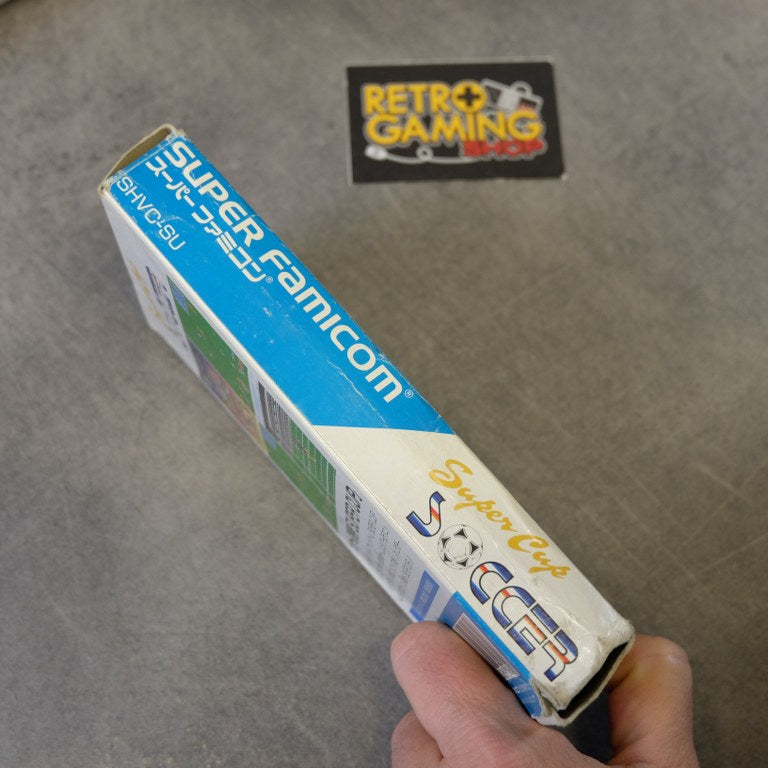 RETRO
GAMING
SHOP
SUPER FAMICOM®
スーパーファミコン®
SHVC-SU
Super Cup
SOCCER